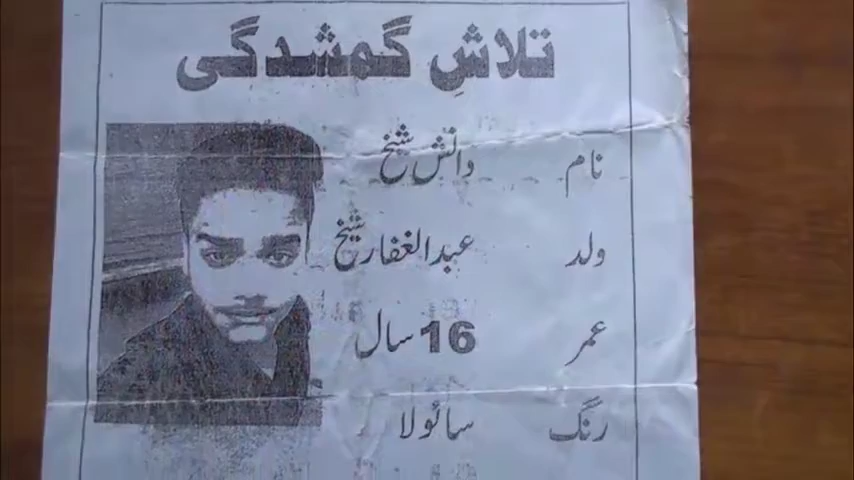 تلاشِ گمشدگی
نام دانش شیخ
ولد عبدالغفار شیخ
عمر 16 سال
رنگ سانولا